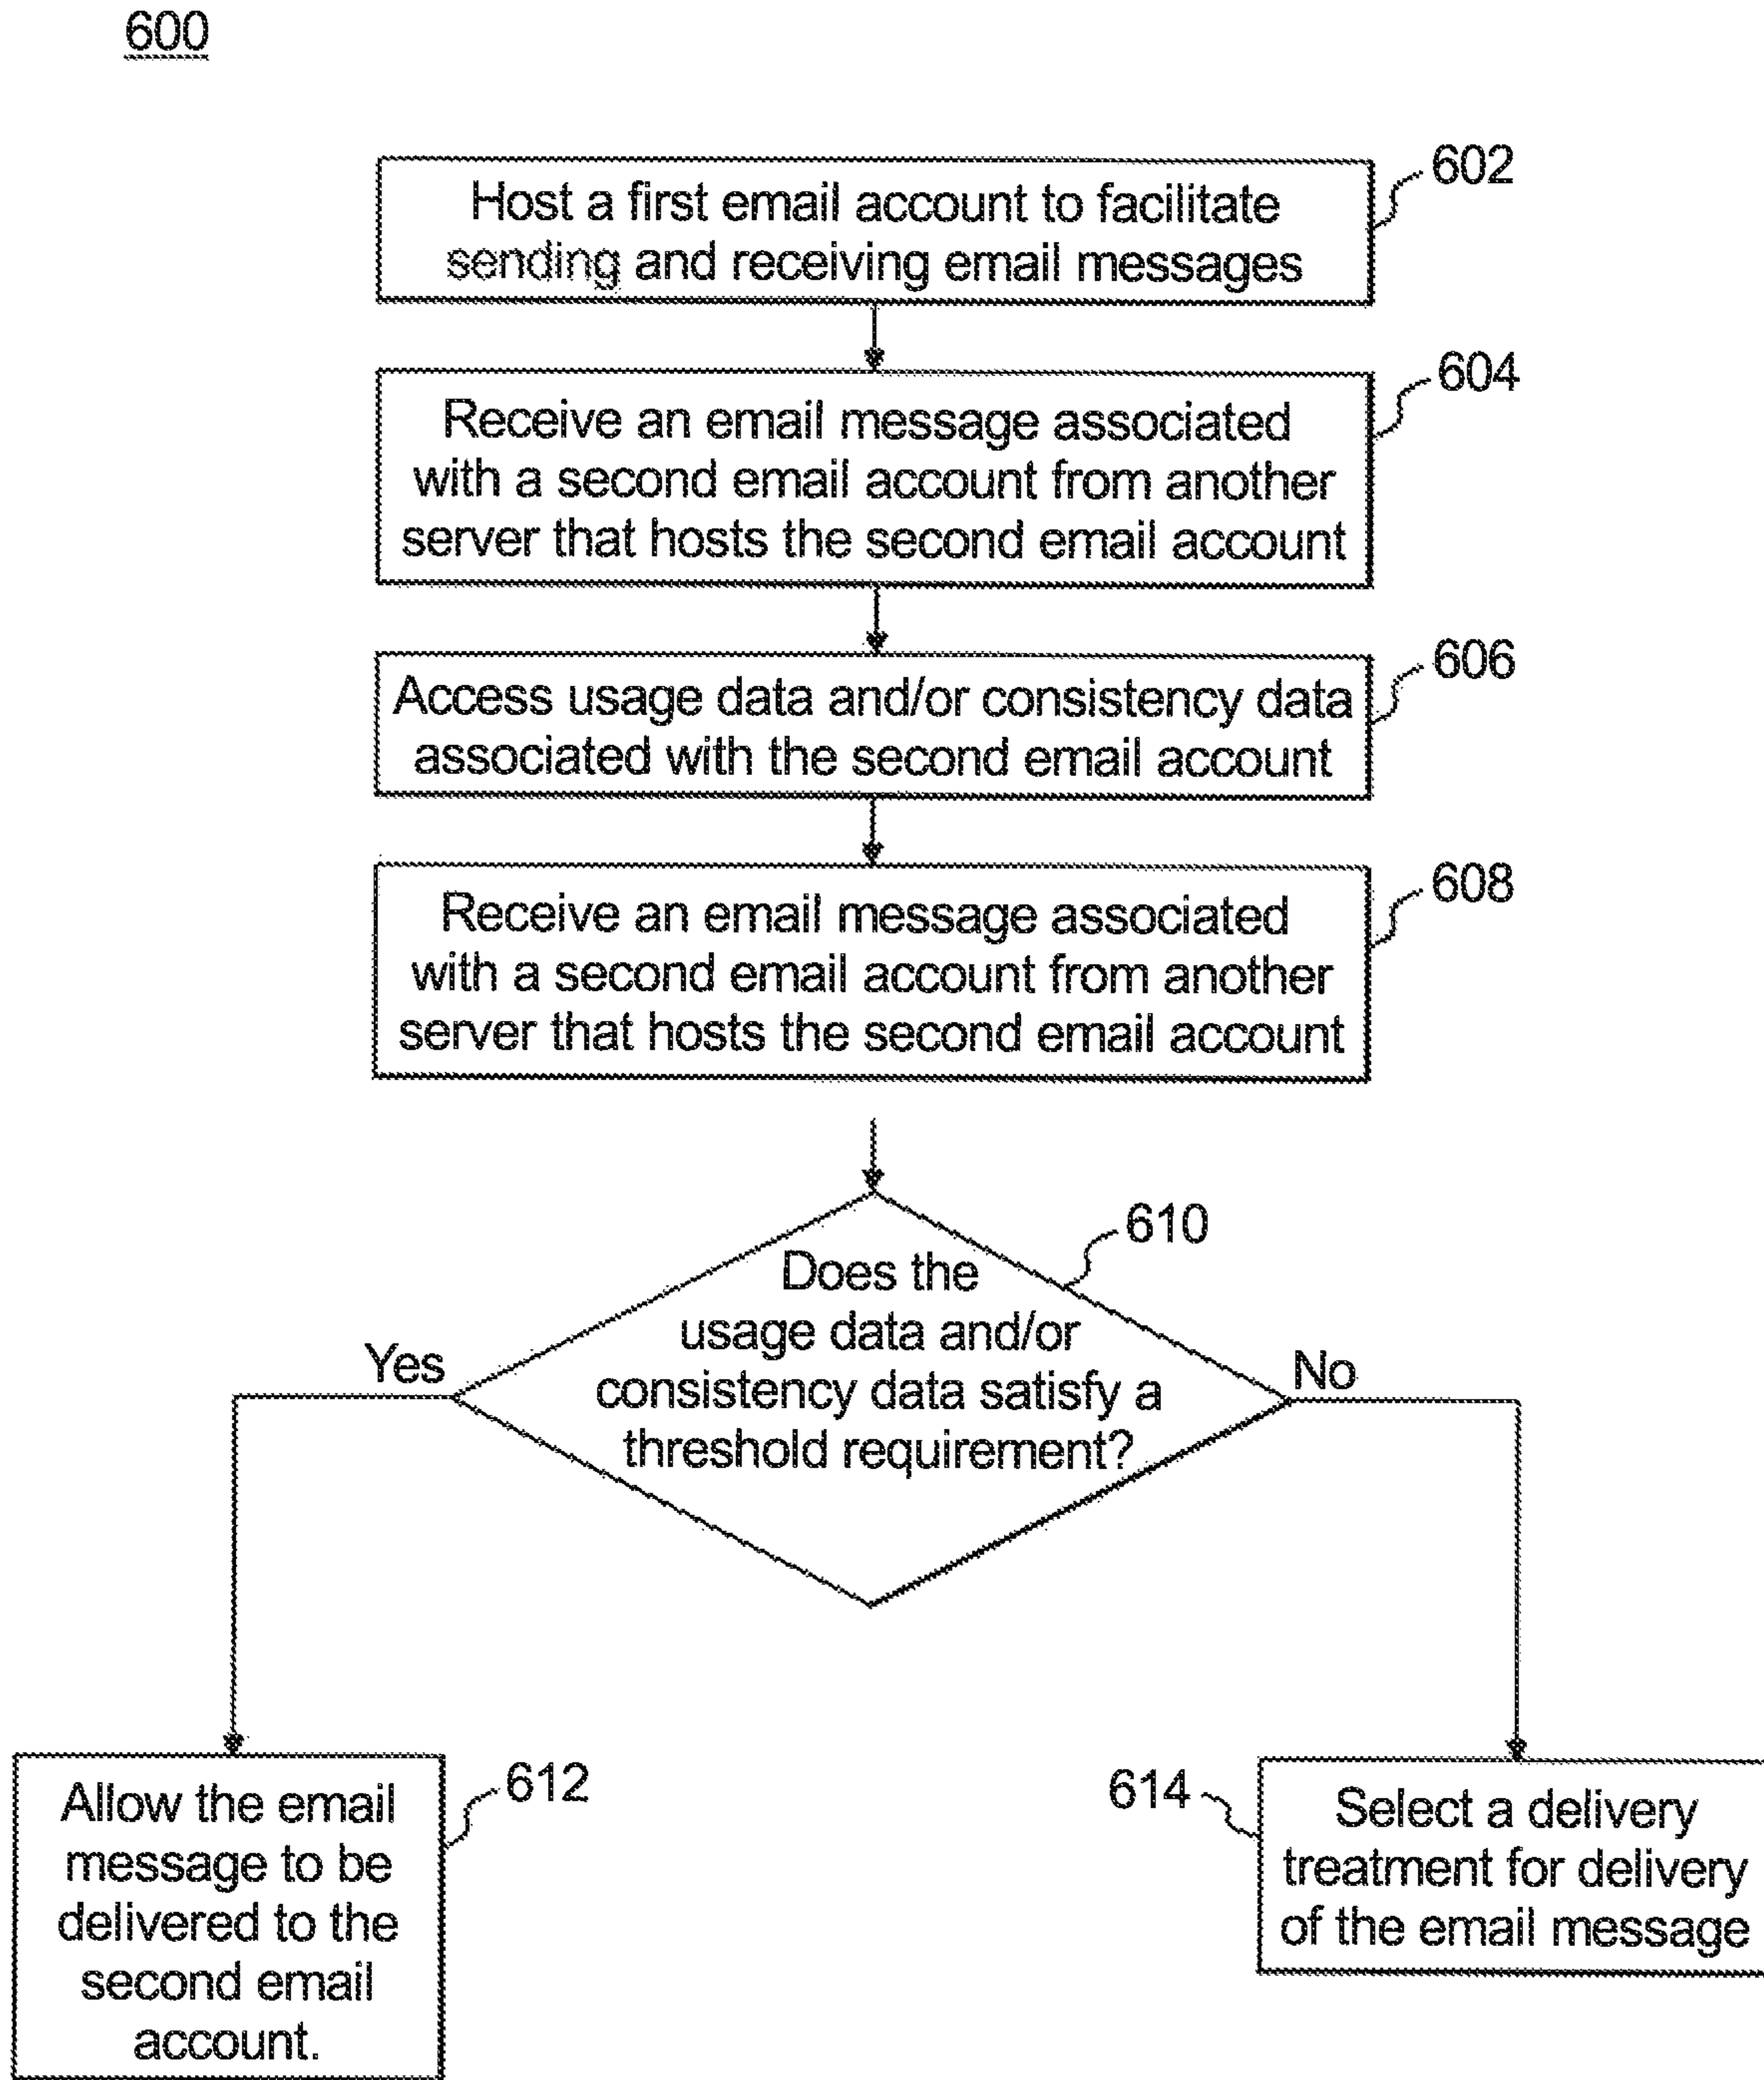 600
Host a first email account to facilitate
sending and receiving email messages
602
Receive an email message associated
with a second email account from another
server that hosts the second email account
604
Access usage data and/or consistency data
associated with the second email account
606
Receive an email message associated
with a second email account from another
server that hosts the second email account
608
Does the
usage data and/or
consistency data satisfy a
threshold requirement?
610
Yes
No
Allow the email
message to be
delivered to the
second email
account.
612
614
Select a delivery
treatment for delivery
of the email message